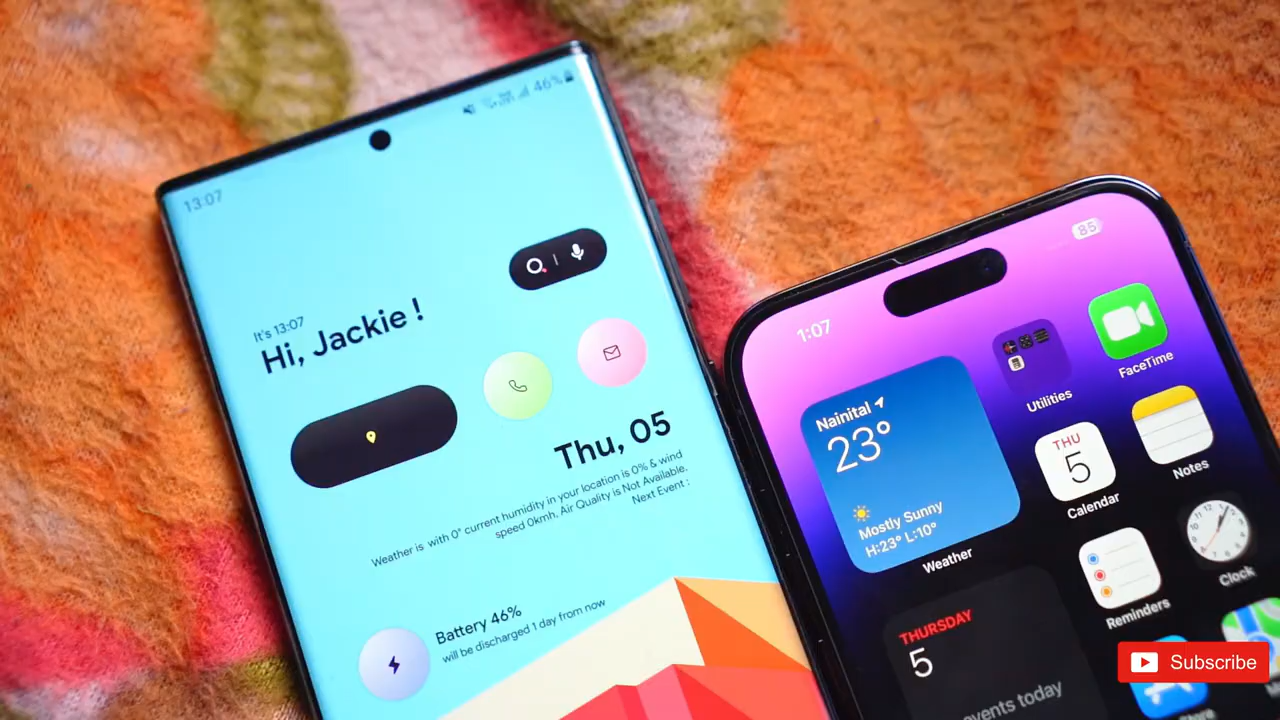 13:07
46%
It's 13:07
Hi, Jackie !
Thu, 05
Weather is with 0° current humidity in your location is 0% & wind
speed 0kmh. Air Quality is Not Available.
Next Event :
Battery 46%
will be discharged 1 day from now
1:07
85
Nainital
23°
Mostly Sunny
H:23° L:10°
Weather
Utilities
FaceTime
THU
5
Calendar
Notes
Reminders
Clock
THURSDAY
5
events today
Subscribe